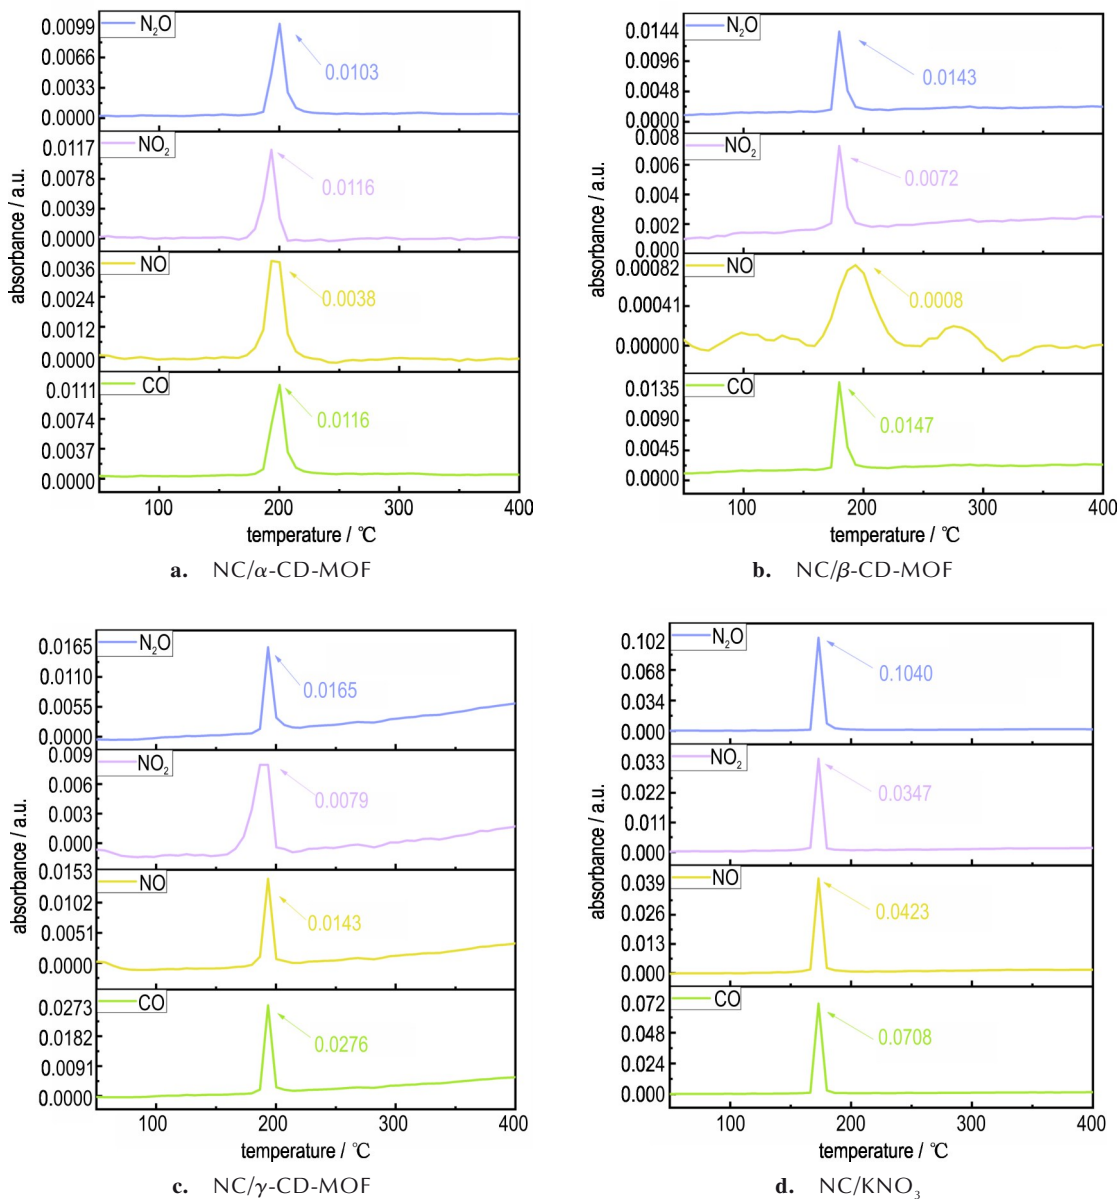 absorbance / a.u.
N₂O
0.0099
0.0066
0.0033
0.0000
0.0103
NO₂
0.0117
0.0078
0.0039
0.0000
0.0116
NO
0.0036
0.0024
0.0012
0.0000
0.0038
CO
0.0111
0.0074
0.0037
0.0000
0.0116
100 200 300 400
temperature / ℃
a. NC/α-CD-MOF
absorbance / a.u.
N₂O
0.0144
0.0096
0.0048
0.0000
0.0143
NO₂
0.008
0.006
0.004
0.002
0.000
0.0072
NO
0.00082
0.00041
0.00000
0.0008
CO
0.0135
0.0090
0.0045
0.0000
0.0147
100 200 300 400
temperature / ℃
b. NC/β-CD-MOF
absorbance / a.u.
N₂O
0.0165
0.0110
0.0055
0.0000
0.0165
NO₂
0.009
0.006
0.003
0.000
0.0079
NO
0.0153
0.0102
0.0051
0.0000
0.0143
CO
0.0273
0.0182
0.0091
0.0000
0.0276
100 200 300 400
temperature / ℃
c. NC/γ-CD-MOF
absorbance / a.u.
N₂O
0.102
0.068
0.034
0.000
0.1040
NO₂
0.033
0.022
0.011
0.000
0.0347
NO
0.039
0.026
0.013
0.000
0.0423
CO
0.072
0.048
0.024
0.000
0.0708
100 200 300 400
temperature / ℃
d. NC/KNO₃